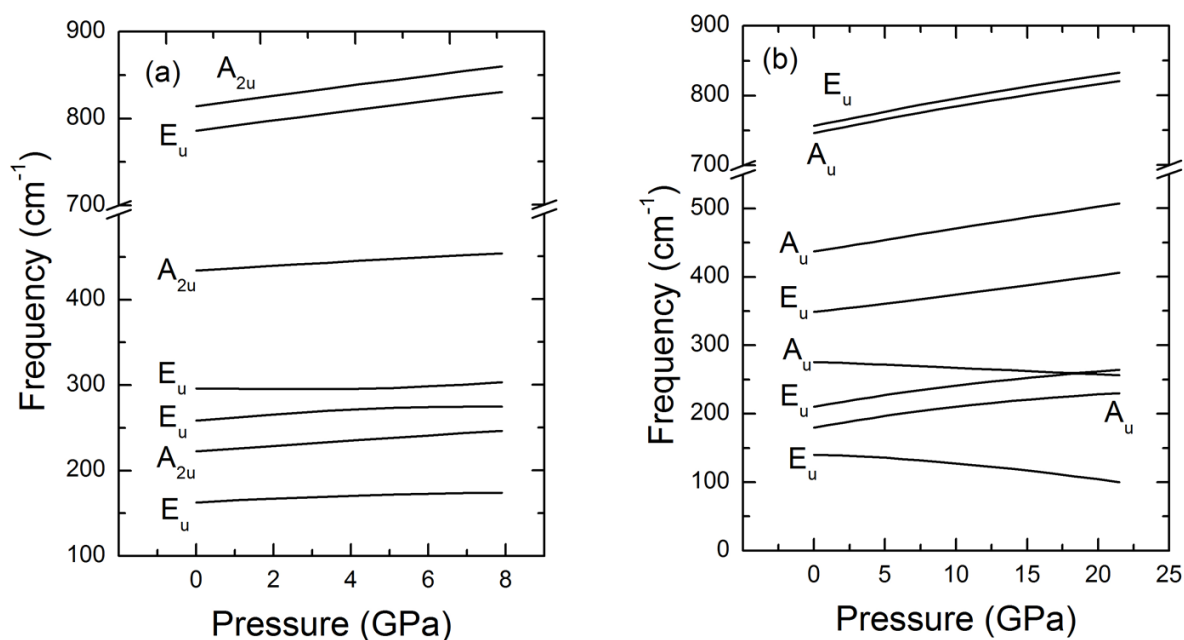 (a)
Frequency (cm⁻¹)
900
800
700
400
300
200
100
A₂ᵤ
Eᵤ
A₂ᵤ
Eᵤ
Eᵤ
A₂ᵤ
Eᵤ
0 2 4 6 8
Pressure (GPa)
(b)
Frequency (cm⁻¹)
900
800
700
500
400
300
200
100
0
Eᵤ
Aᵤ
Aᵤ
Eᵤ
Aᵤ
Eᵤ
Aᵤ
Eᵤ
0 5 10 15 20 25
Pressure (GPa)